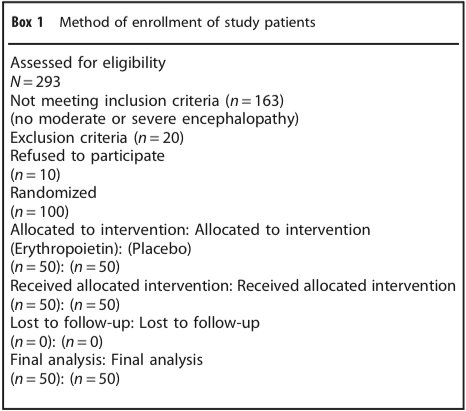 Box 1 Method of enrollment of study patients
Assessed for eligibility
N = 293
Not meeting inclusion criteria (n = 163)
(no moderate or severe encephalopathy)
Exclusion criteria (n = 20)
Refused to participate
(n = 10)
Randomized
(n = 100)
Allocated to intervention: Allocated to intervention
(Erythropoietin): (Placebo)
(n = 50): (n = 50)
Received allocated intervention: Received allocated intervention
(n = 50): (n = 50)
Lost to follow-up: Lost to follow-up
(n = 0): (n = 0)
Final analysis: Final analysis
(n = 50): (n = 50)